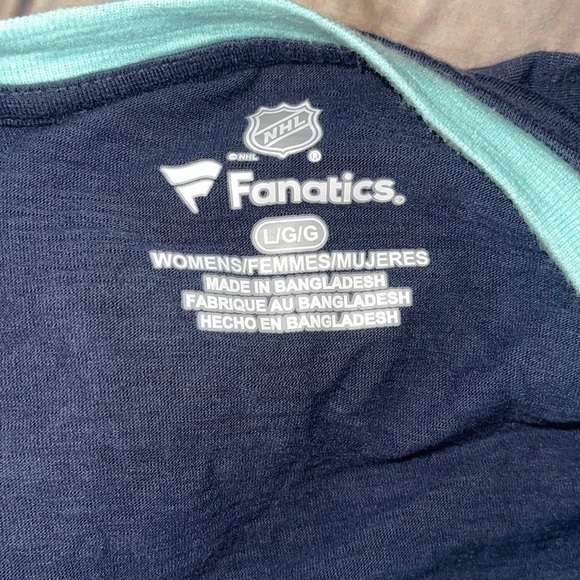 NHL
© NHL ®
Fanatics.
L/G/G
WOMENS/FEMMES/MUJERES
MADE IN BANGLADESH
FABRIQUE AU BANGLADESH
HECHO EN BANGLADESH